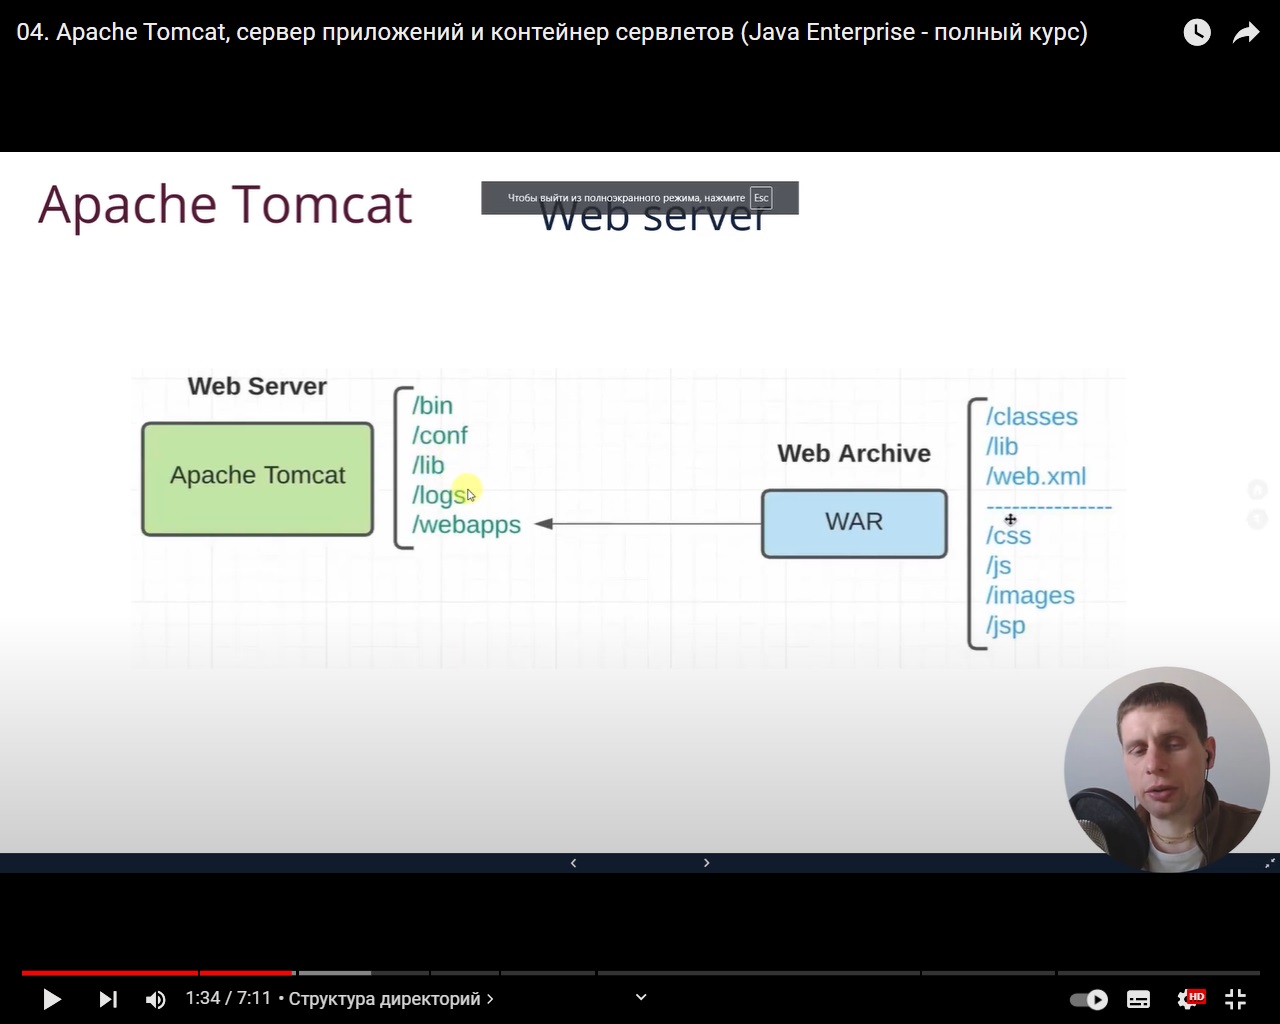 04. Apache Tomcat, сервер приложений и контейнер сервлетов (Java Enterprise - полный курс)
Apache Tomcat
Чтобы выйти из полноэкранного режима, нажмите Esc
Web server
Web Server
Apache Tomcat
/bin
/conf
/lib
/logs
/webapps
Web Archive
WAR
/classes
/lib
/web.xml
---------------
/css
/js
/images
/jsp
1:34 / 7:11 • Структура директорий ›
HD